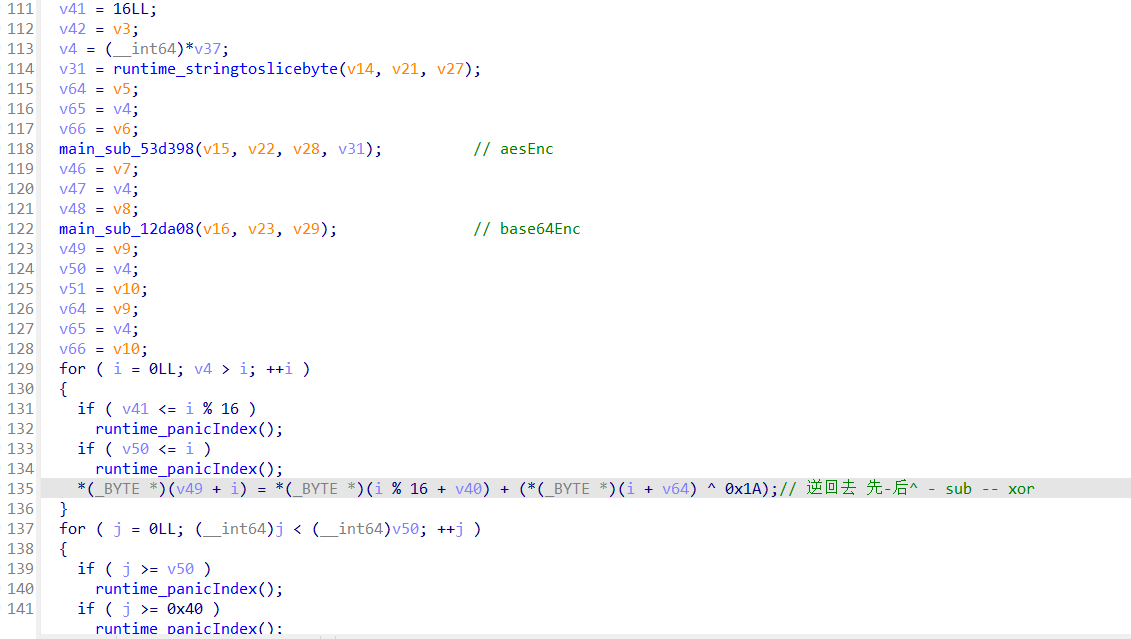 111 v41 = 16LL;
112 v42 = v3;
113 v4 = (__int64)*v37;
114 v31 = runtime_stringtoslicebyte(v14, v21, v27);
115 v64 = v5;
116 v65 = v4;
117 v66 = v6;
118 main_sub_53d398(v15, v22, v28, v31); // aesEnc
119 v46 = v7;
120 v47 = v4;
121 v48 = v8;
122 main_sub_12da08(v16, v23, v29); // base64Enc
123 v49 = v9;
124 v50 = v4;
125 v51 = v10;
126 v64 = v9;
127 v65 = v4;
128 v66 = v10;
129 for ( i = 0LL; v4 > i; ++i )
130 {
131 if ( v41 <= i % 16 )
132 runtime_panicIndex();
133 if ( v50 <= i )
134 runtime_panicIndex();
135 *(_BYTE *)(v49 + i) = *(_BYTE *)(i % 16 + v40) + (*(_BYTE *)(i + v64) ^ 0x1A);// 逆回去 先-后^ - sub -- xor
136 }
137 for ( j = 0LL; (__int64)j < (__int64)v50; ++j )
138 {
139 if ( j >= v50 )
140 runtime_panicIndex();
141 if ( j >= 0x40 )
runtime_panicIndex();